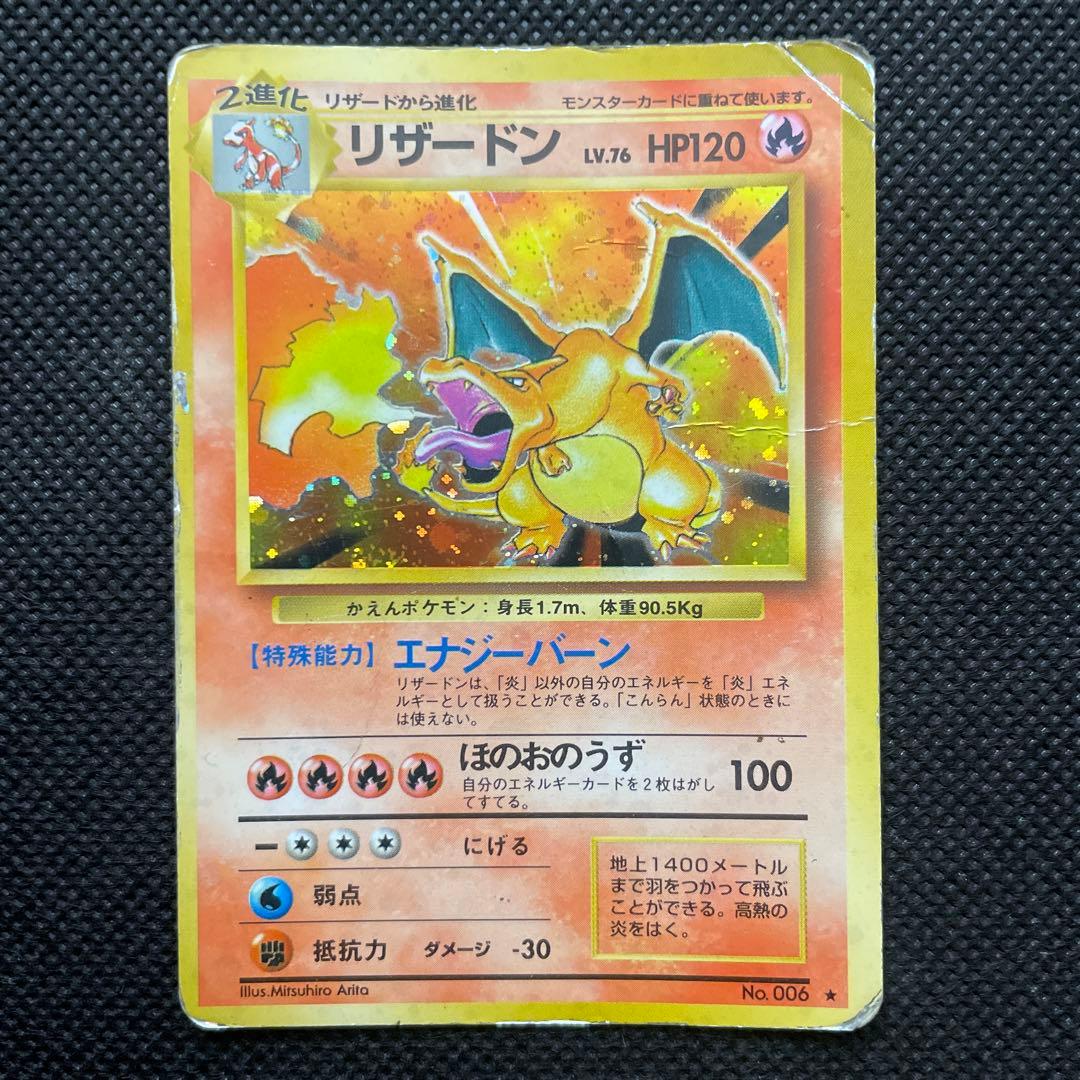 2進化 リザードから進化 モンスターカードに重ねて使います。
リザードン LV.76 HP120
かえんポケモン：身長1.7m、体重90.5Kg
【特殊能力】エナジーバーン
リザードンは、「炎」以外の自分のエネルギーを「炎」エネ
ルギーとして扱うことができる。「こんらん」状態のときに
は使えない。
ほのおのうず 100
自分のエネルギーカードを2枚はがし
てすてる。
にげる
弱点
抵抗力 ダメージ -30
地上1400メートル
まで羽をつかって飛ぶ
ことができる。高熱の
炎をはく。
Illus.Mitsuhiro Arita No. 006 ★